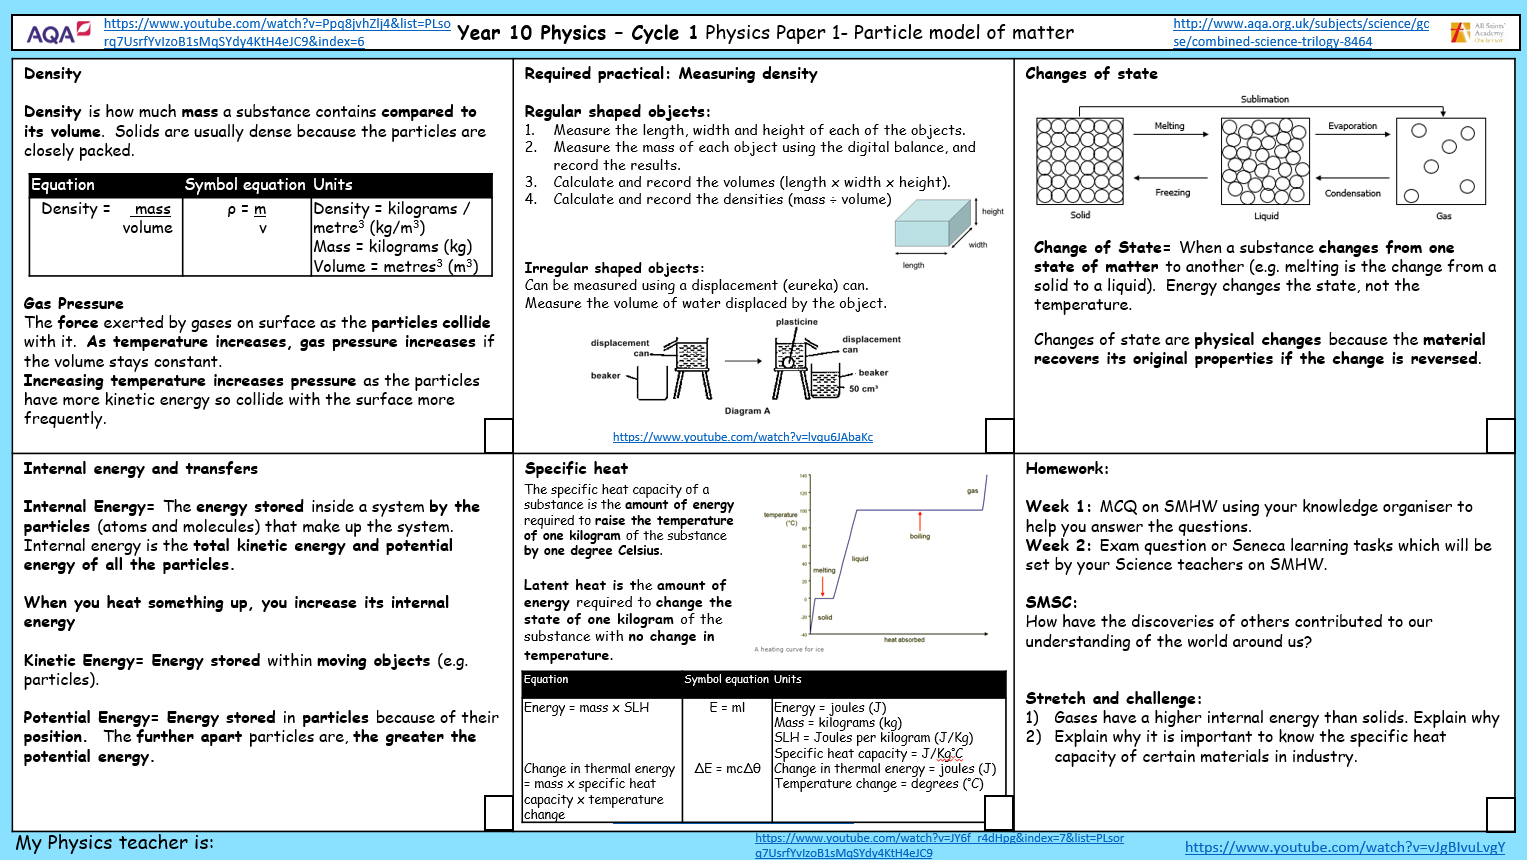 AQA
https://www.youtube.com/watch?v=Ppq8jvhZlj4&list=PLso
rq7UsrfYvIzoB1sMqSYdy4KtH4eJC9&index=6
Year 10 Physics – Cycle 1 Physics Paper 1- Particle model of matter
http://www.aqa.org.uk/subjects/science/gc
se/combined-science-trilogy-8464
All Saints'
Academy
Density
Density is how much mass a substance contains compared to
its volume. Solids are usually dense because the particles are
closely packed.
Equation Symbol equation Units
Density = mass
volume
ρ = m
v
Density = kilograms /
metre³ (kg/m³)
Mass = kilograms (kg)
Volume = metres³ (m³)
Gas Pressure
The force exerted by gases on surface as the particles collide
with it. As temperature increases, gas pressure increases if
the volume stays constant.
Increasing temperature increases pressure as the particles
have more kinetic energy so collide with the surface more
frequently.
Required practical: Measuring density
Regular shaped objects:
1. Measure the length, width and height of each of the objects.
2. Measure the mass of each object using the digital balance, and
record the results.
3. Calculate and record the volumes (length x width x height).
4. Calculate and record the densities (mass ÷ volume)
height
width
length
Irregular shaped objects:
Can be measured using a displacement (eureka) can.
Measure the volume of water displaced by the object.
plasticine
displacement
can
beaker
displacement
can
beaker
50 cm³
Diagram A
https://www.youtube.com/watch?v=lvqu6JAbaKc
Changes of state
Sublimation
Melting
Evaporation
Freezing
Condensation
Solid
Liquid
Gas
Change of State= When a substance changes from one
state of matter to another (e.g. melting is the change from a
solid to a liquid). Energy changes the state, not the
temperature.
Changes of state are physical changes because the material
recovers its original properties if the change is reversed.
Internal energy and transfers
Internal Energy= The energy stored inside a system by the
particles (atoms and molecules) that make up the system.
Internal energy is the total kinetic energy and potential
energy of all the particles.
When you heat something up, you increase its internal
energy
Kinetic Energy= Energy stored within moving objects (e.g.
particles).
Potential Energy= Energy stored in particles because of their
position. The further apart particles are, the greater the
potential energy.
Specific heat
The specific heat capacity of a
substance is the amount of energy
required to raise the temperature
of one kilogram of the substance
by one degree Celsius.
Latent heat is the amount of
energy required to change the
state of one kilogram of the
substance with no change in
temperature.
temperature
(°C)
140
120
100
80
60
40
20
0
-20
-40
gas
boiling
liquid
melting
solid
heat absorbed
A heating curve for ice
Equation Symbol equation Units
Energy = mass x SLH
E = ml
Energy = joules (J)
Mass = kilograms (kg)
SLH = Joules per kilogram (J/Kg)
Specific heat capacity = J/Kg°C
Change in thermal energy
= mass x specific heat
capacity x temperature
change
ΔE = mcΔθ
Change in thermal energy = joules (J)
Temperature change = degrees (°C)
Homework:
Week 1: MCQ on SMHW using your knowledge organiser to
help you answer the questions.
Week 2: Exam question or Seneca learning tasks which will be
set by your Science teachers on SMHW.
SMSC:
How have the discoveries of others contributed to our
understanding of the world around us?
Stretch and challenge:
1) Gases have a higher internal energy than solids. Explain why
2) Explain why it is important to know the specific heat
capacity of certain materials in industry.
My Physics teacher is:
https://www.youtube.com/watch?v=JY6f_r4dHpg&index=7&list=PLsor
q7UsrfYvIzoB1sMqSYdy4KtH4eJC9
https://www.youtube.com/watch?v=vJgBIvuLvgY